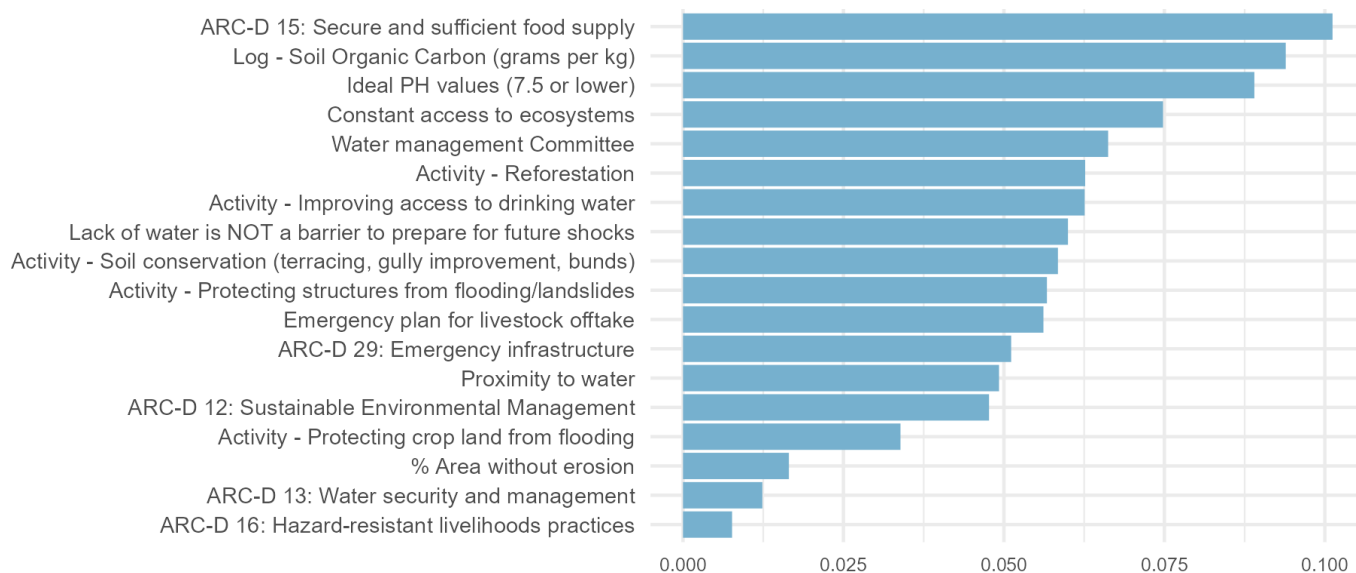 ARC-D 15: Secure and sufficient food supply
Log - Soil Organic Carbon (grams per kg)
Ideal PH values (7.5 or lower)
Constant access to ecosystems
Water management Committee
Activity - Reforestation
Activity - Improving access to drinking water
Lack of water is NOT a barrier to prepare for future shocks
Activity - Soil conservation (terracing, gully improvement, bunds)
Activity - Protecting structures from flooding/landslides
Emergency plan for livestock offtake
ARC-D 29: Emergency infrastructure
Proximity to water
ARC-D 12: Sustainable Environmental Management
Activity - Protecting crop land from flooding
% Area without erosion
ARC-D 13: Water security and management
ARC-D 16: Hazard-resistant livelihoods practices
0.000 0.025 0.050 0.075 0.100